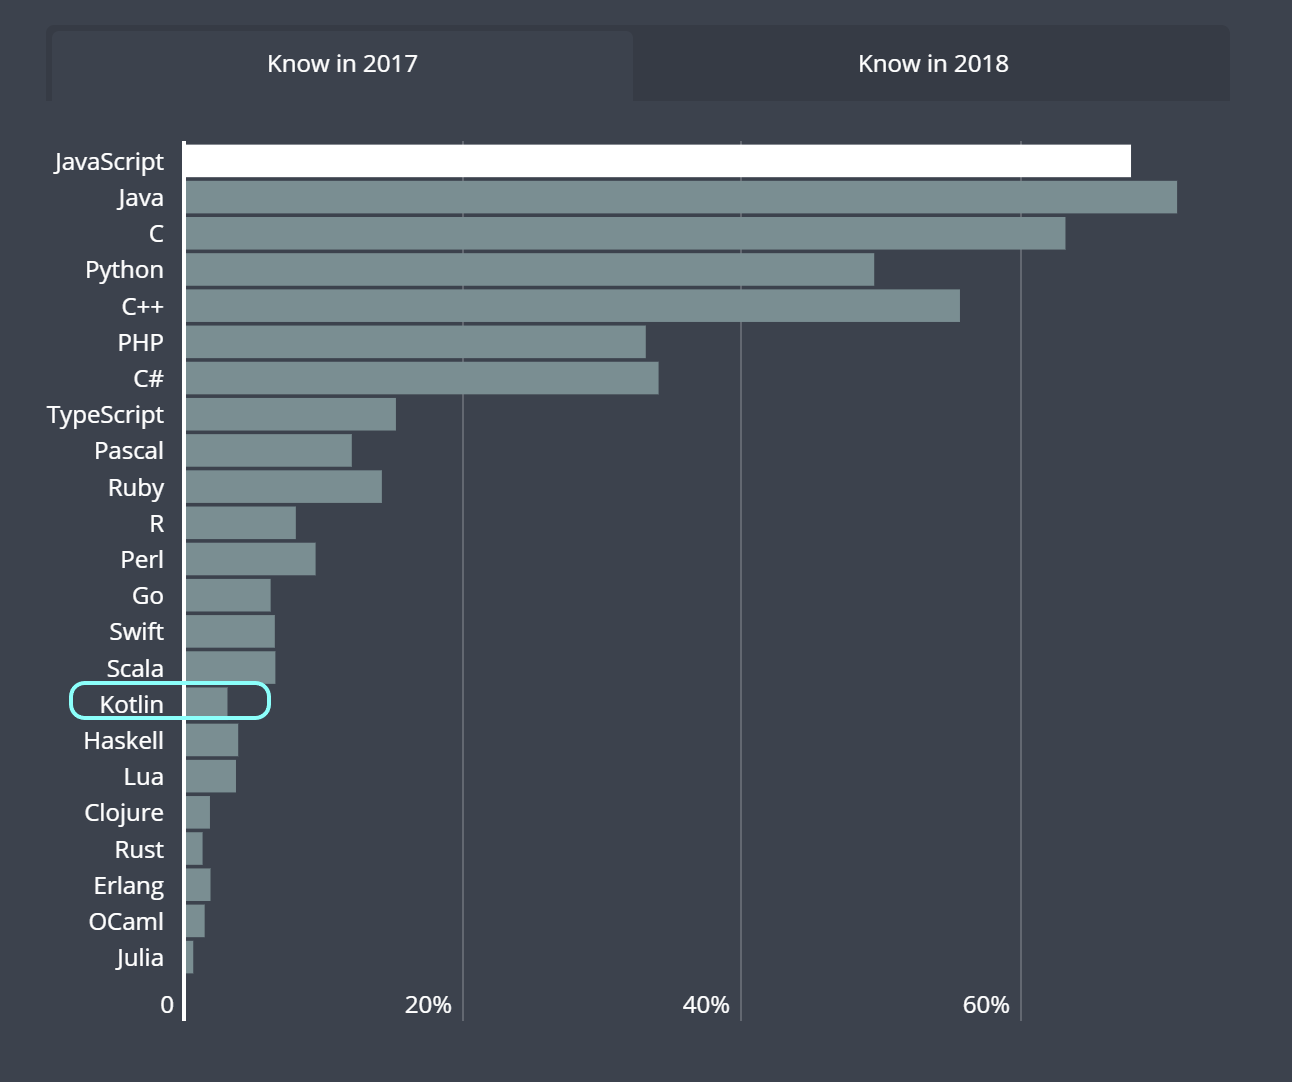 Know in 2017
Know in 2018
JavaScript
Java
C
Python
C++
PHP
C#
TypeScript
Pascal
Ruby
R
Perl
Go
Swift
Scala
Kotlin
Haskell
Lua
Clojure
Rust
Erlang
OCaml
Julia
0 20% 40% 60%